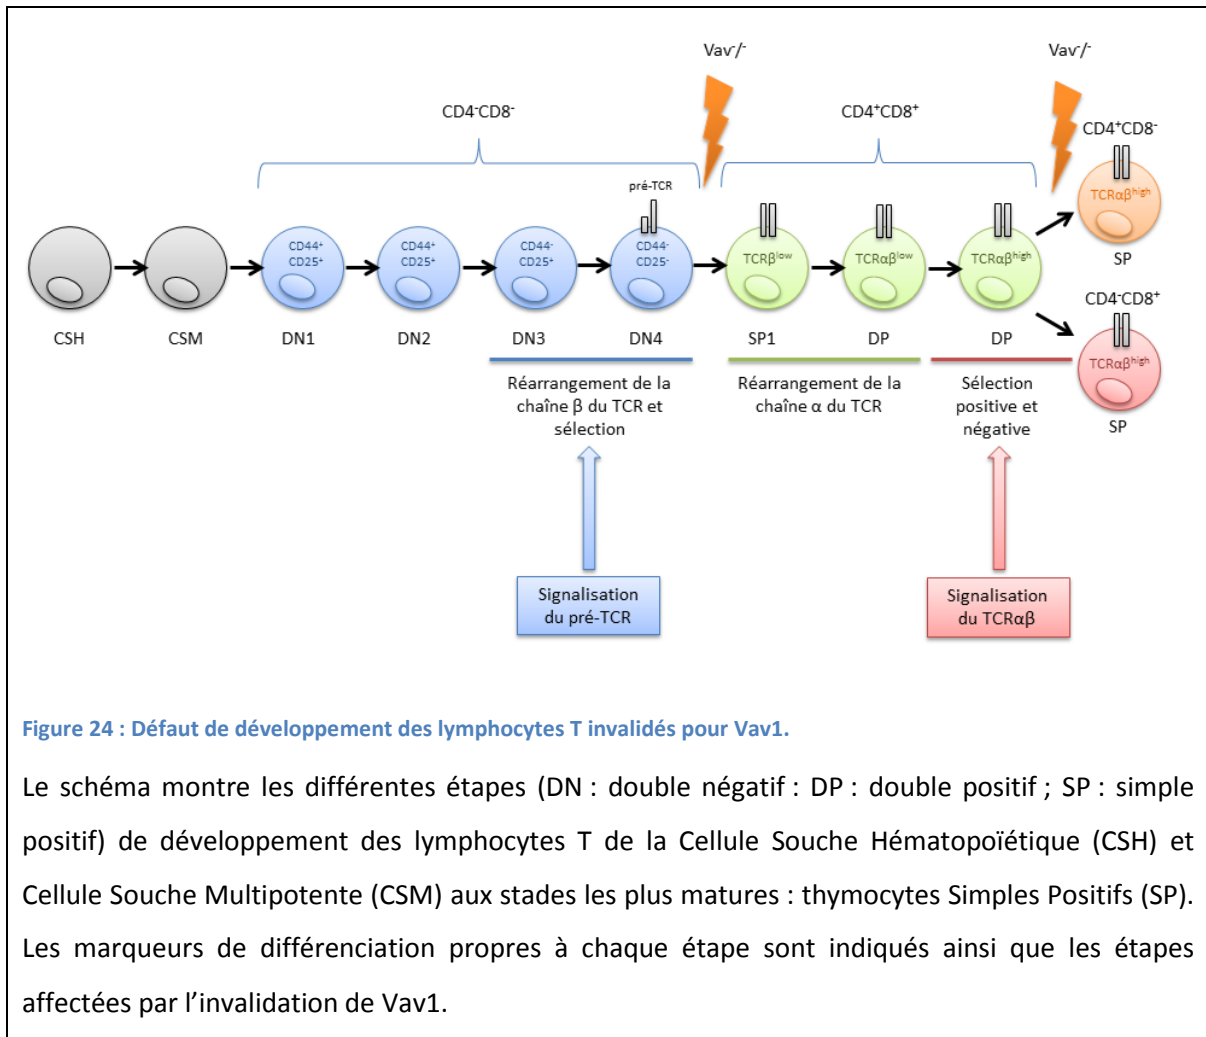 Vav-/-
Vav-/-
CD4-CD8-
CD4+CD8+
CD4+CD8-
pré-TCR
CD44+
CD25+
CD44+
CD25+
CD44-
CD25+
CD44-
CD25-
TCRβlow
TCRαβlow
TCRαβhigh
TCRαβhigh
SP
CD4-CD8+
TCRαβhigh
SP
CSH
CSM
DN1
DN2
DN3
DN4
SP1
DP
DP
Réarrangement de la
chaîne β du TCR et
sélection
Réarrangement de la
chaîne α du TCR
Sélection
positive et
négative
Signalisation
du pré-TCR
Signalisation
du TCRαβ
Figure 24 : Défaut de développement des lymphocytes T invalidés pour Vav1.
Le schéma montre les différentes étapes (DN : double négatif : DP : double positif ; SP : simple
positif) de développement des lymphocytes T de la Cellule Souche Hématopoïétique (CSH) et
Cellule Souche Multipotente (CSM) aux stades les plus matures : thymocytes Simples Positifs (SP).
Les marqueurs de différenciation propres à chaque étape sont indiqués ainsi que les étapes
affectées par l’invalidation de Vav1.